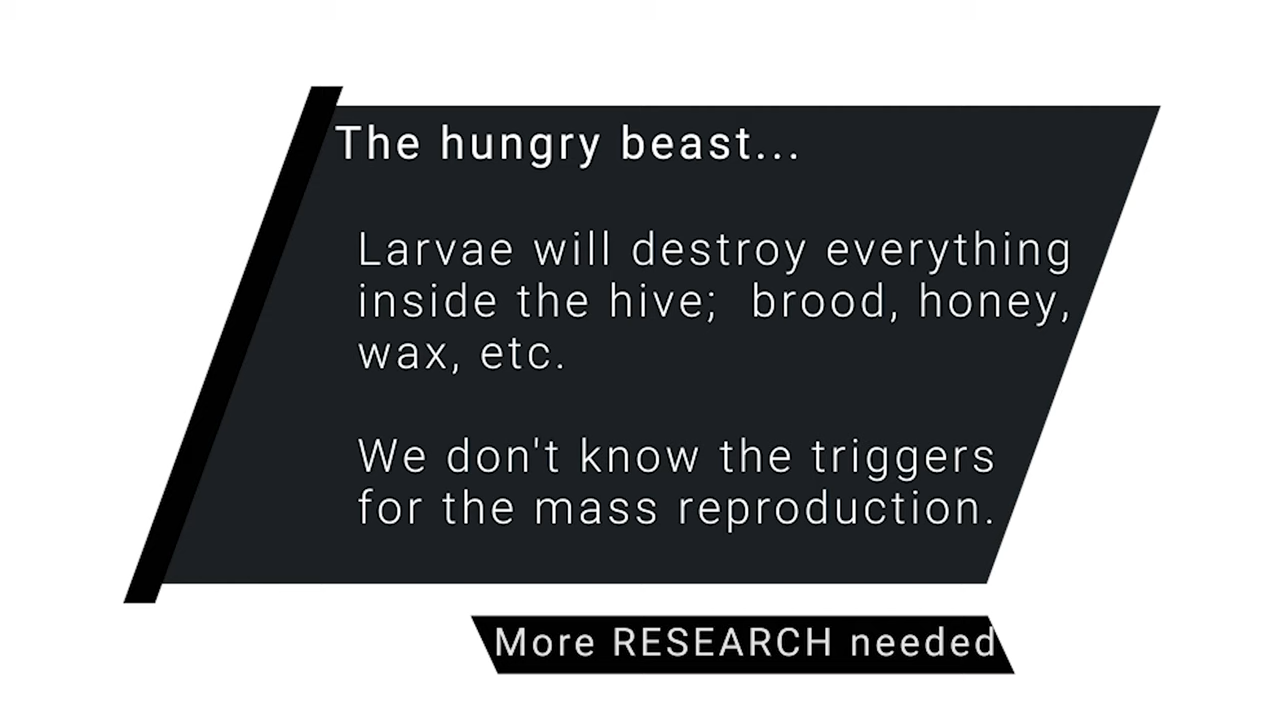 The hungry beast...
Larvae will destroy everything
inside the hive;  brood, honey,
wax, etc.
We don't know the triggers
for the mass reproduction.
More RESEARCH needed